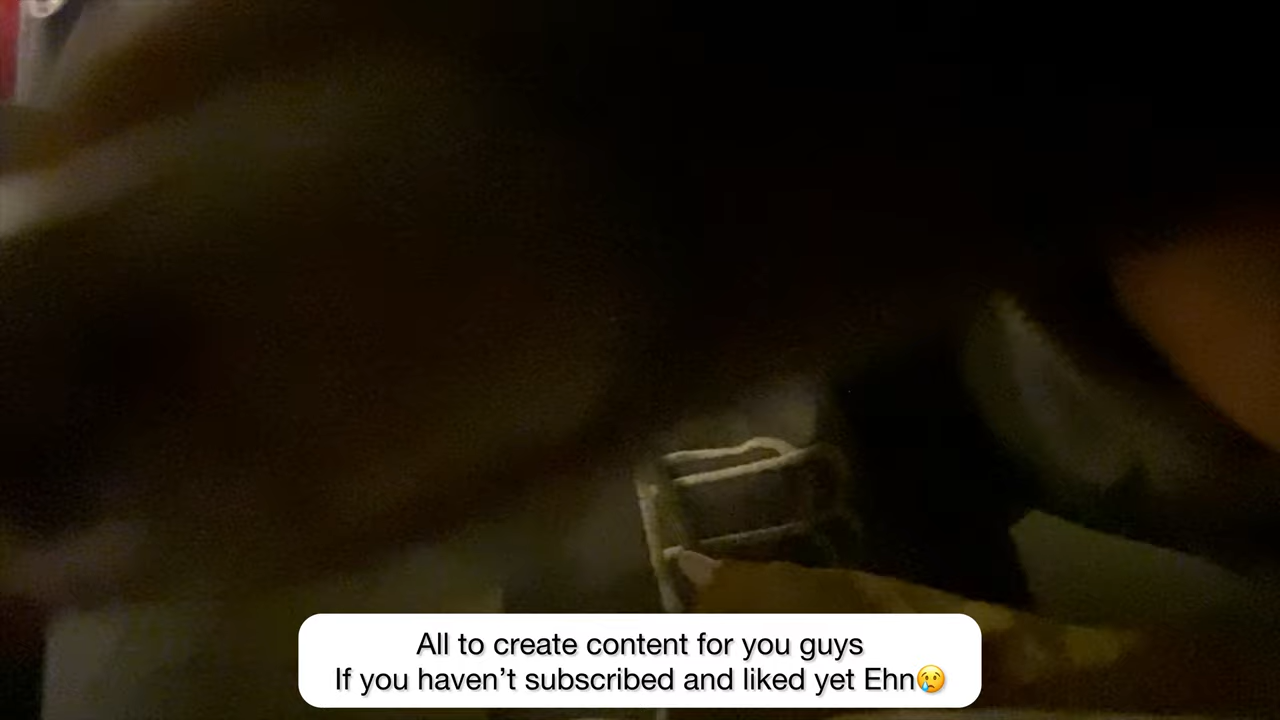 All to create content for you guys
If you haven’t subscribed and liked yet Ehn😢